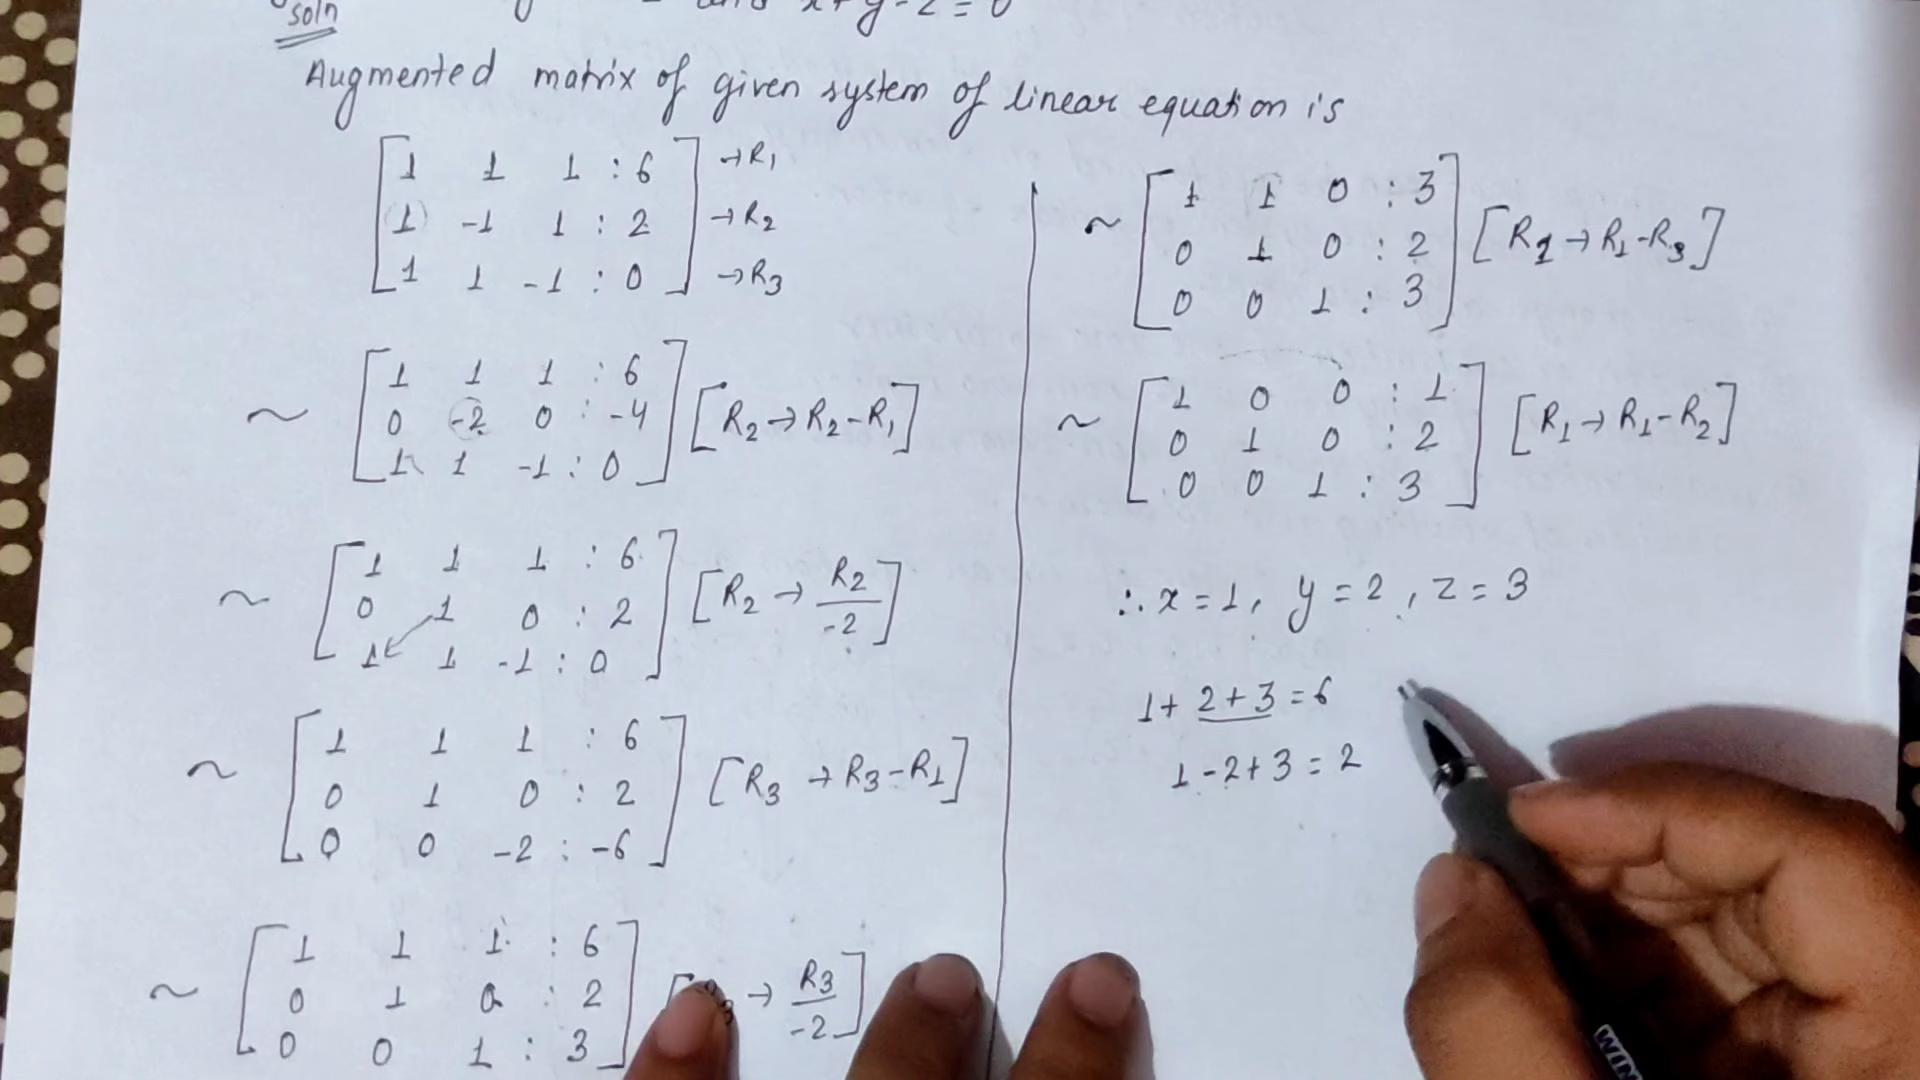 soln
and x+y-z=0
Augmented matrix of given system of linear equation is
1 1 1 : 6 →R1
1 -1 1 : 2 →R2
1 1 -1 : 0 →R3
~ 1 1 1 : 6
0 -2 0 : -4 [R2→R2-R1]
1 1 -1 : 0
~ 1 1 1 : 6
0 1 0 : 2 [R2→R2/-2]
1 1 -1 : 0
~ 1 1 1 : 6
0 1 0 : 2 [R3→R3-R1]
0 0 -2 : -6
~ 1 1 1 : 6
0 1 0 : 2 → R3/-2]
0 0 1 : 3
~ 1 1 0 : 3
0 1 0 : 2 [R1→R1-R3]
0 0 1 : 3
~ 1 0 0 : 1
0 1 0 : 2 [R1→R1-R2]
0 0 1 : 3
∴ x=1, y=2, z=3
1+2+3=6
1-2+3=2
WIN